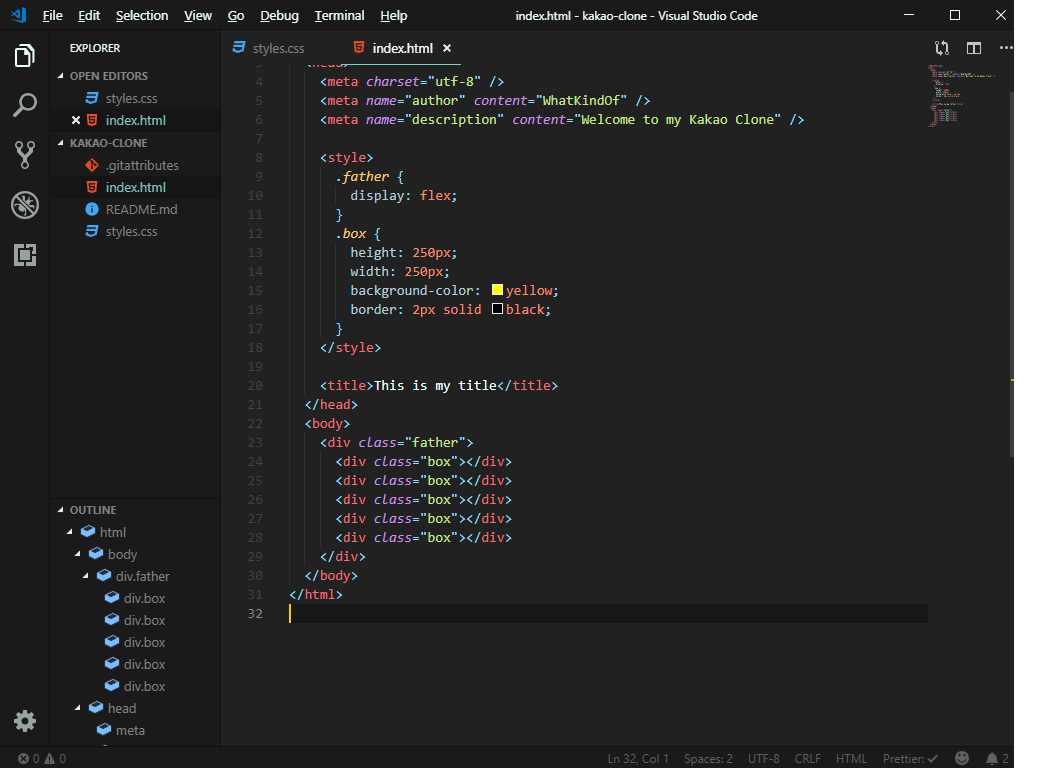 File Edit Selection View Go Debug Terminal Help index.html - kakao-clone - Visual Studio Code
EXPLORER
OPEN EDITORS
styles.css
index.html
KAKAO-CLONE
.gitattributes
index.html
README.md
styles.css
OUTLINE
html
body
div.father
div.box
div.box
div.box
div.box
div.box
head
meta
styles.css index.html
3 <head>
4 <meta charset="utf-8" />
5 <meta name="author" content="WhatKindOf" />
6 <meta name="description" content="Welcome to my Kakao Clone" />
7
8 <style>
9 .father {
10 display: flex;
11 }
12 .box {
13 height: 250px;
14 width: 250px;
15 background-color: yellow;
16 border: 2px solid black;
17 }
18 </style>
19
20 <title>This is my title</title>
21 </head>
22 <body>
23 <div class="father">
24 <div class="box"></div>
25 <div class="box"></div>
26 <div class="box"></div>
27 <div class="box"></div>
28 <div class="box"></div>
29 </div>
30 </body>
31 </html>
32
0 0 Ln 32, Col 1 Spaces: 2 UTF-8 CRLF HTML Prettier: ✓ 2